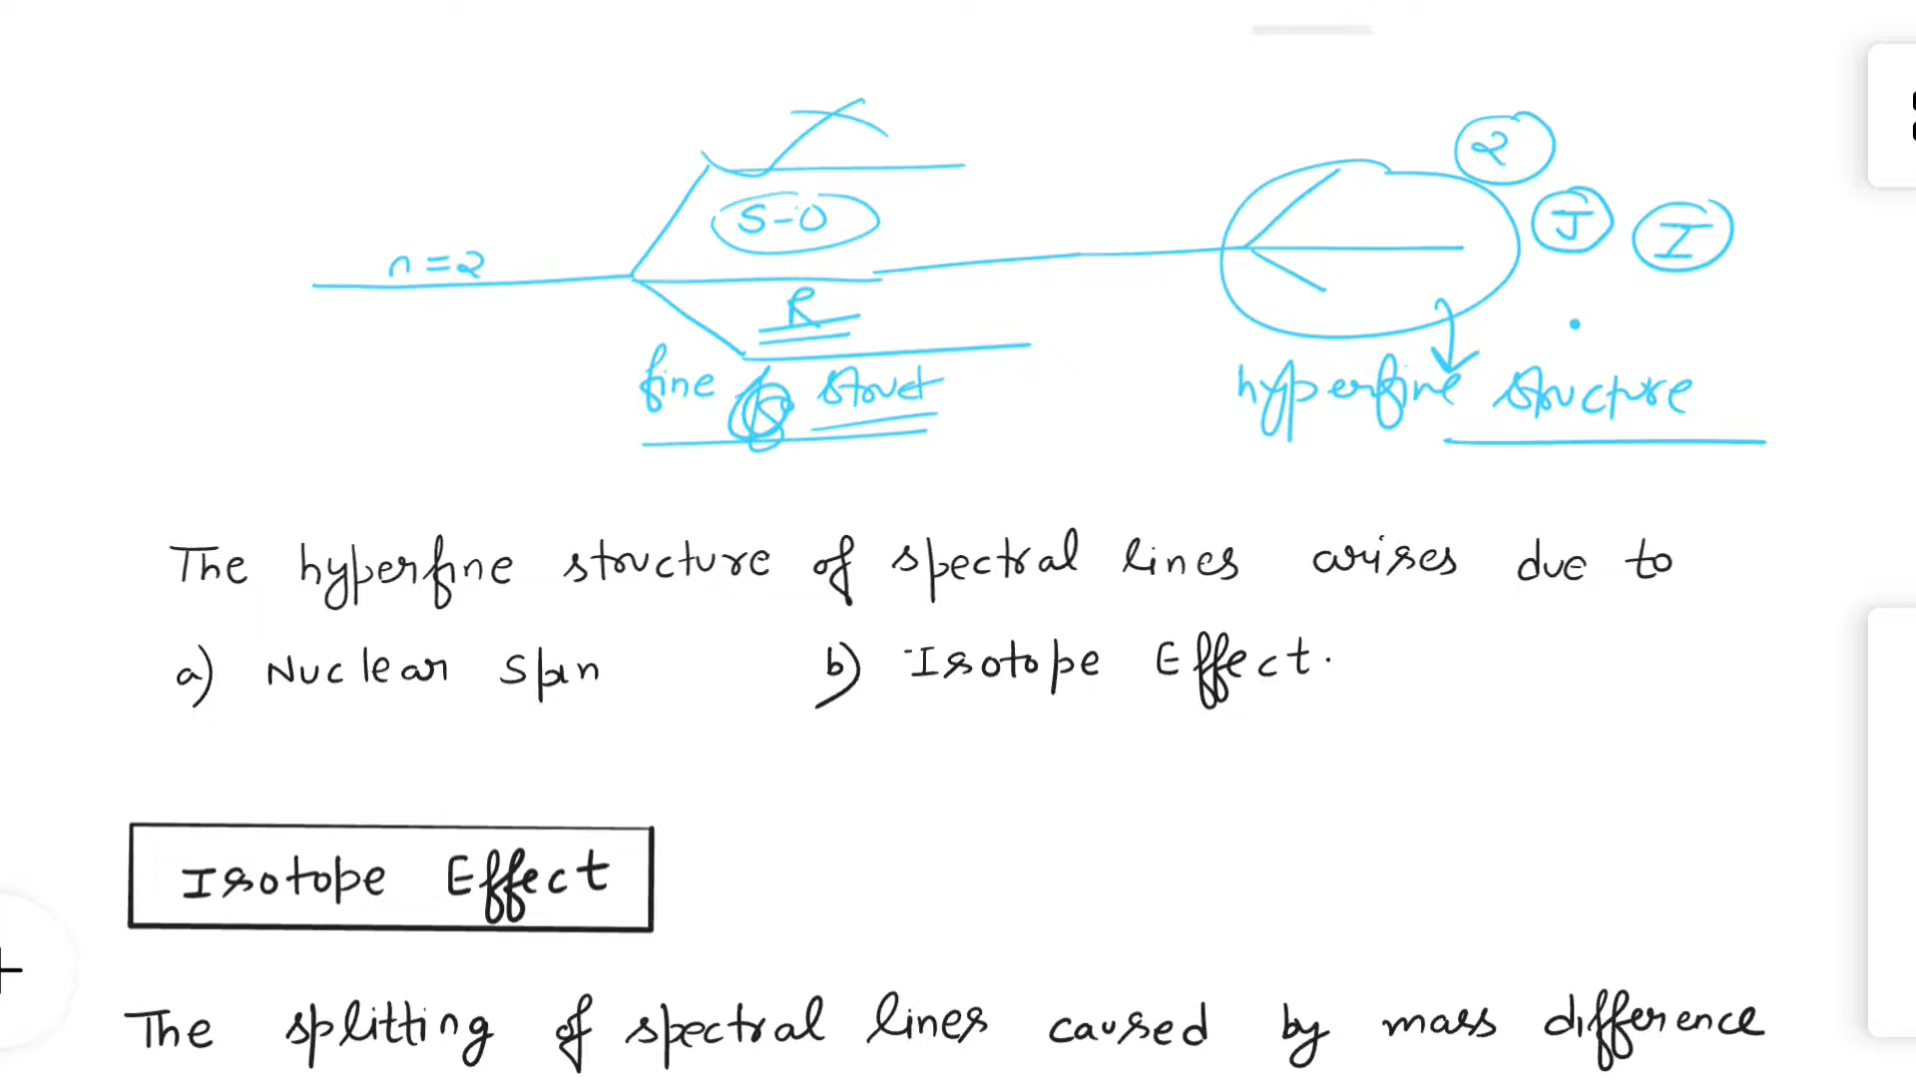 2
S-O
J I
n=2
R
fine struct
hyperfine structure
The hyperfine structure of spectral lines arises due to
a) Nuclear Spin b) Isotope Effect.
Isotope Effect
The splitting of spectral lines caused by mass difference